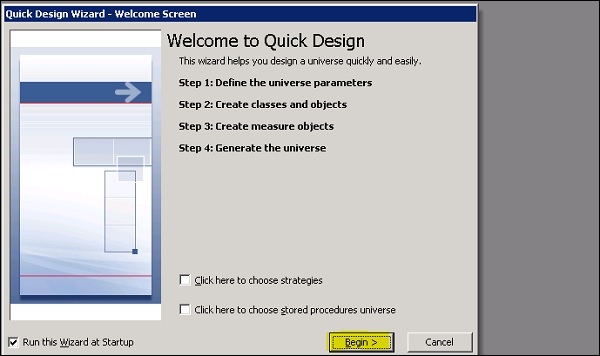 Quick Design Wizard - Welcome Screen
Welcome to Quick Design
This wizard helps you design a universe quickly and easily.
Step 1: Define the universe parameters
Step 2: Create classes and objects
Step 3: Create measure objects
Step 4: Generate the universe
Click here to choose strategies
Click here to choose stored procedures universe
Run this Wizard at Startup
Begin >
Cancel